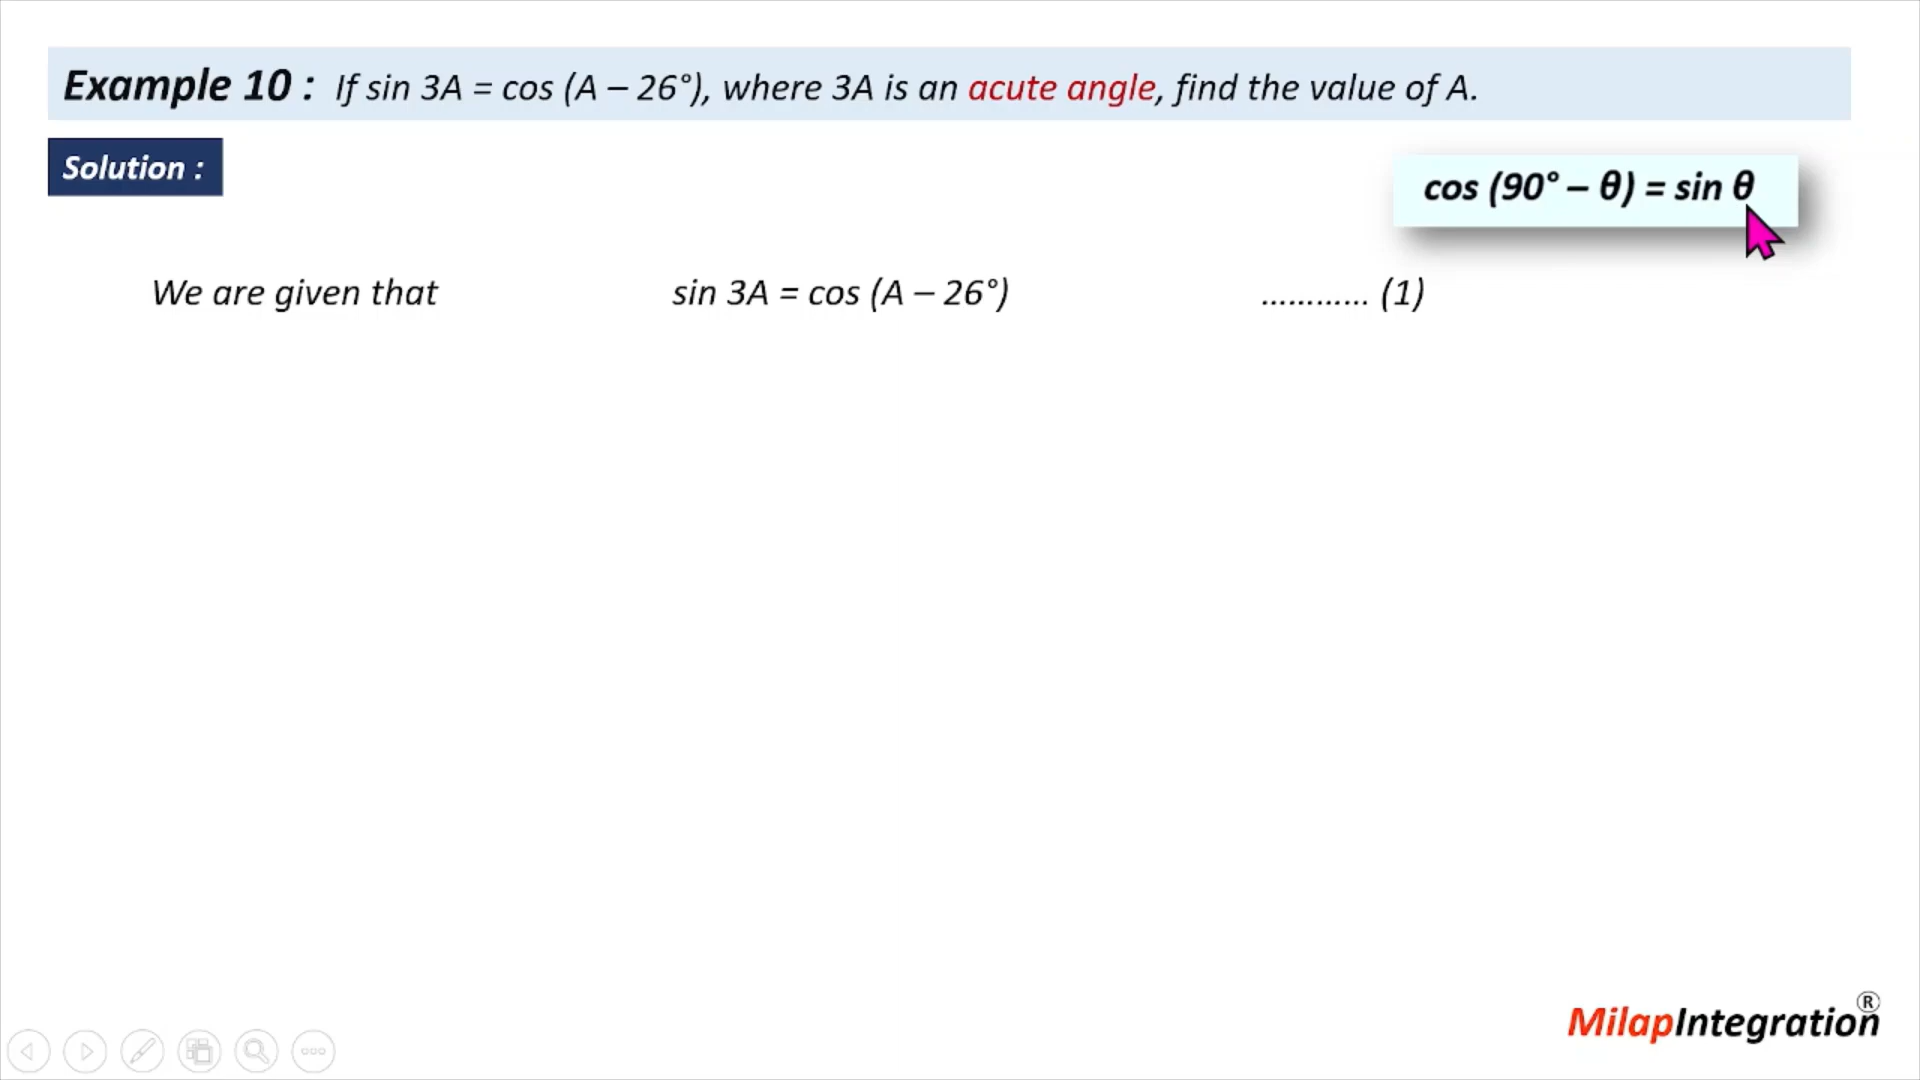 Example 10 : If sin 3A = cos (A – 26°), where 3A is an acute angle, find the value of A.
Solution :
cos (90° – θ) = sin θ
We are given that sin 3A = cos (A – 26°) ............ (1)
MilapIntegration®